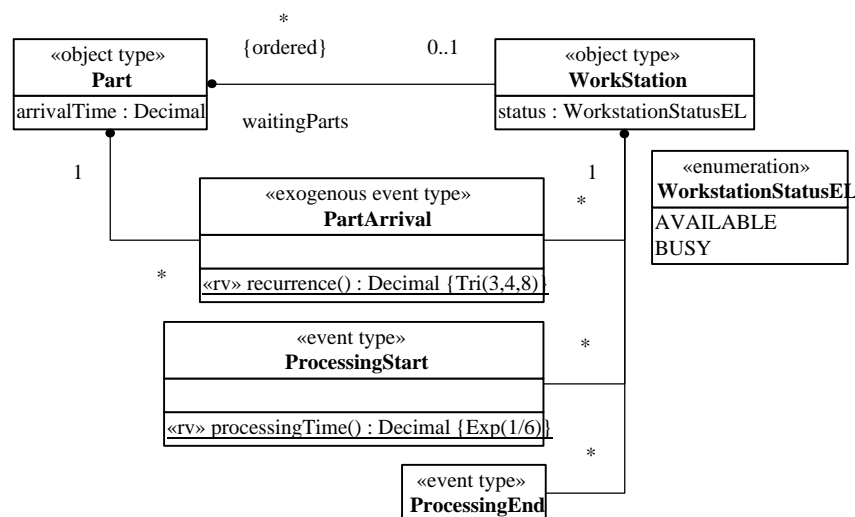 *
{ordered}
0..1
«object type»
Part
arrivalTime : Decimal
waitingParts
«object type»
WorkStation
status : WorkstationStatusEL
1
1
«enumeration»
WorkstationStatusEL
AVAILABLE
BUSY
«exogenous event type»
PartArrival
«rv» recurrence() : Decimal {Tri(3,4,8)}
*
*
«event type»
ProcessingStart
«rv» processingTime() : Decimal {Exp(1/6)}
*
«event type»
ProcessingEnd
*